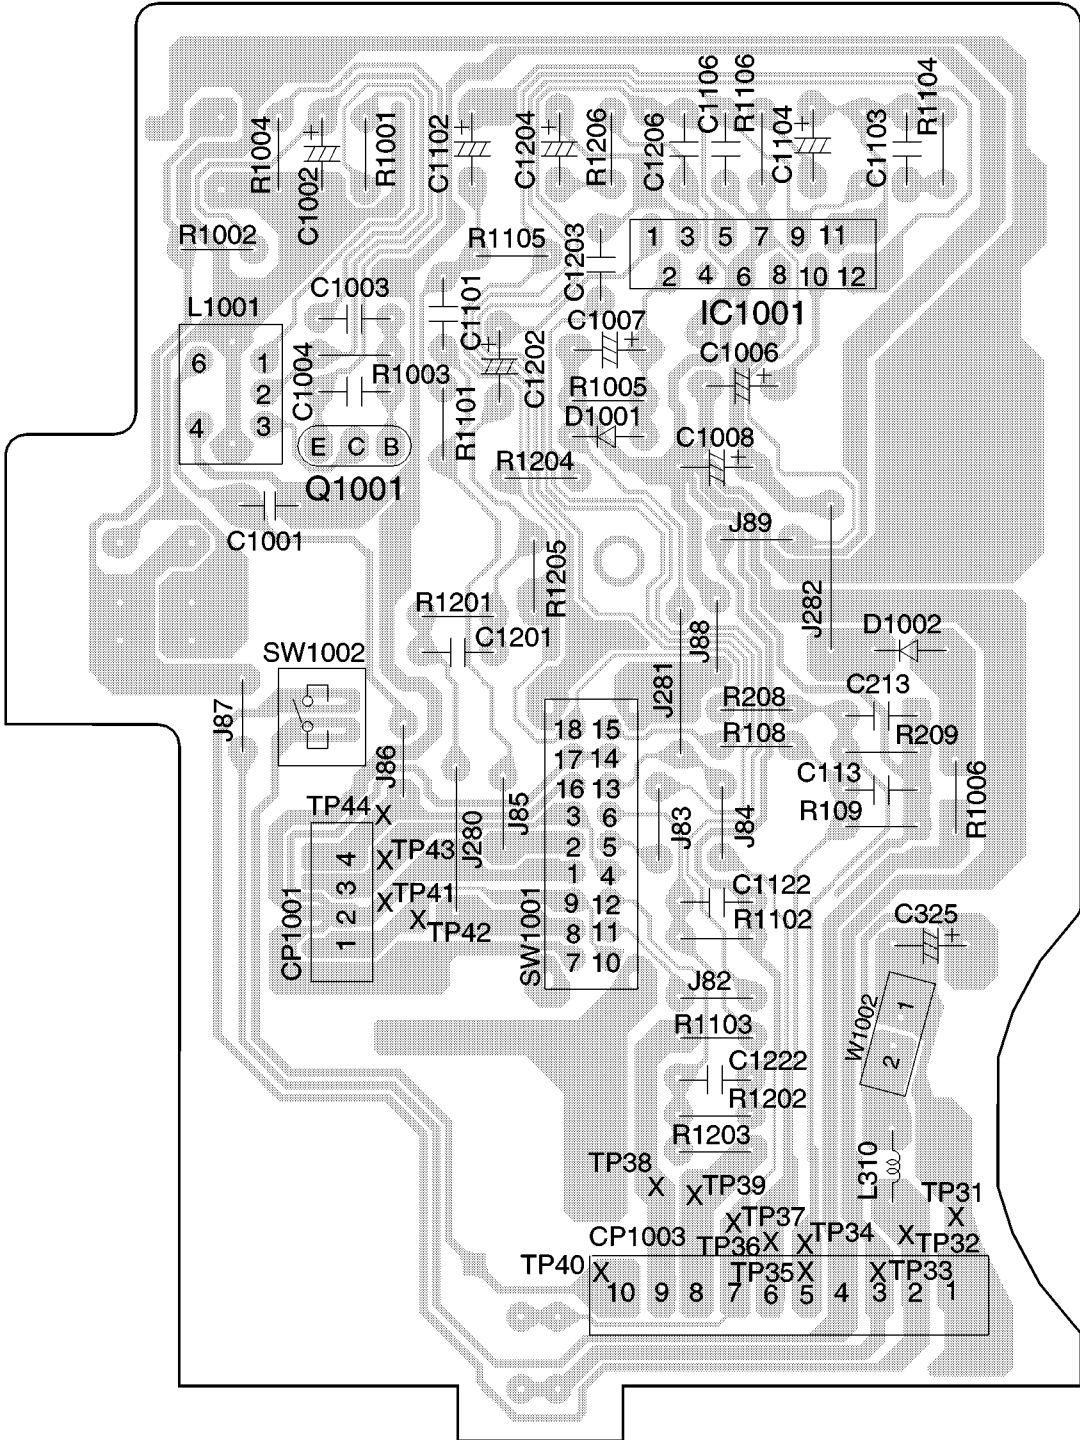 R1004
C1002
+
R1001
C1102
+
C1204
+
R1206
C1206
C1106
R1106
C1104
+
C1103
R1104
R1002
R1105
C1203
1 3 5 7 9 11
2 4 6 8 10 12
IC1001
L1001
C1003
C1101
C1007
+
6 1
2
4 3
C1004
R1003
+
C1202
C1006
+
R1005
D1001
R1101
C1008
+
E C B
Q1001
R1204
C1001
J89
R1205
J282
R1201
C1201
J88
D1002
SW1002
J281
C213
J87
R208
R108
R209
18 15
17 14
16 13
3 6
2 5
1 4
9 12
8 11
7 10
SW1001
J86
J280
J85
J83
J84
C113
R109
R1006
TP44
TP43
TP41
TP42
4
3
2
1
CP1001
C1122
R1102
C325
+
J82
R1103
W1002
1
2
C1222
R1202
R1203
L310
TP38
TP39
TP31
TP37
TP34
CP1003
TP36
TP32
TP40
TP35
TP33
10 9 8 7 6 5 4 3 2 1